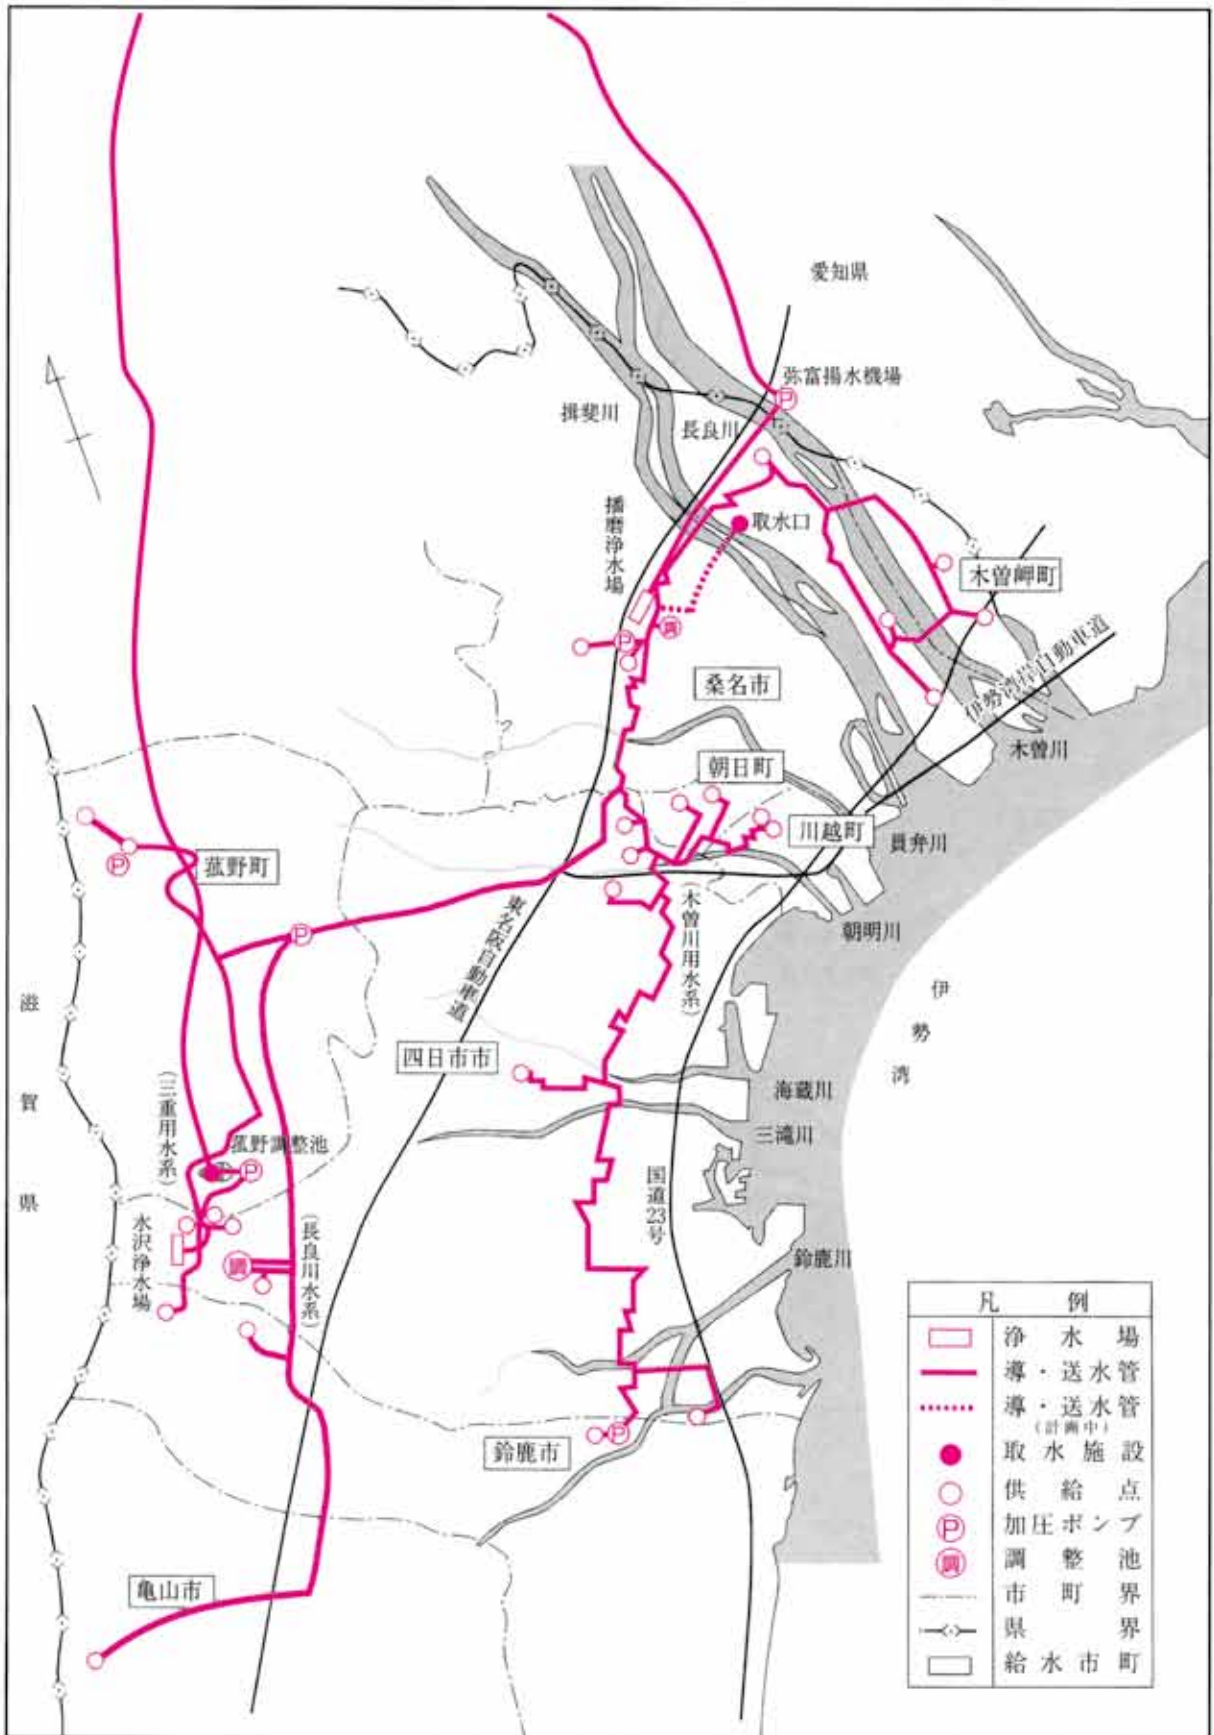 愛知県
弥富揚水機場
揖斐川
長良川
播磨浄水場
取水口
木曽岬町
伊勢湾岸自動車道
桑名市
木曽川
朝日町
川越町
員弁川
菰野町
東名阪自動車道
(木曽川用水系)
朝明川
伊勢湾
滋賀県
四日市市
海蔵川
(三重用水系)
菰野調整池
三滝川
国道23号
水沢浄水場
(長良川水系)
鈴鹿川
鈴鹿市
亀山市
P
P
P
P
P
P
調
調
凡例
浄水場
導・送水管
導・送水管
(計画中)
取水施設
供給点
P 加圧ポンプ
調 調整池
市町界
県界
給水市町